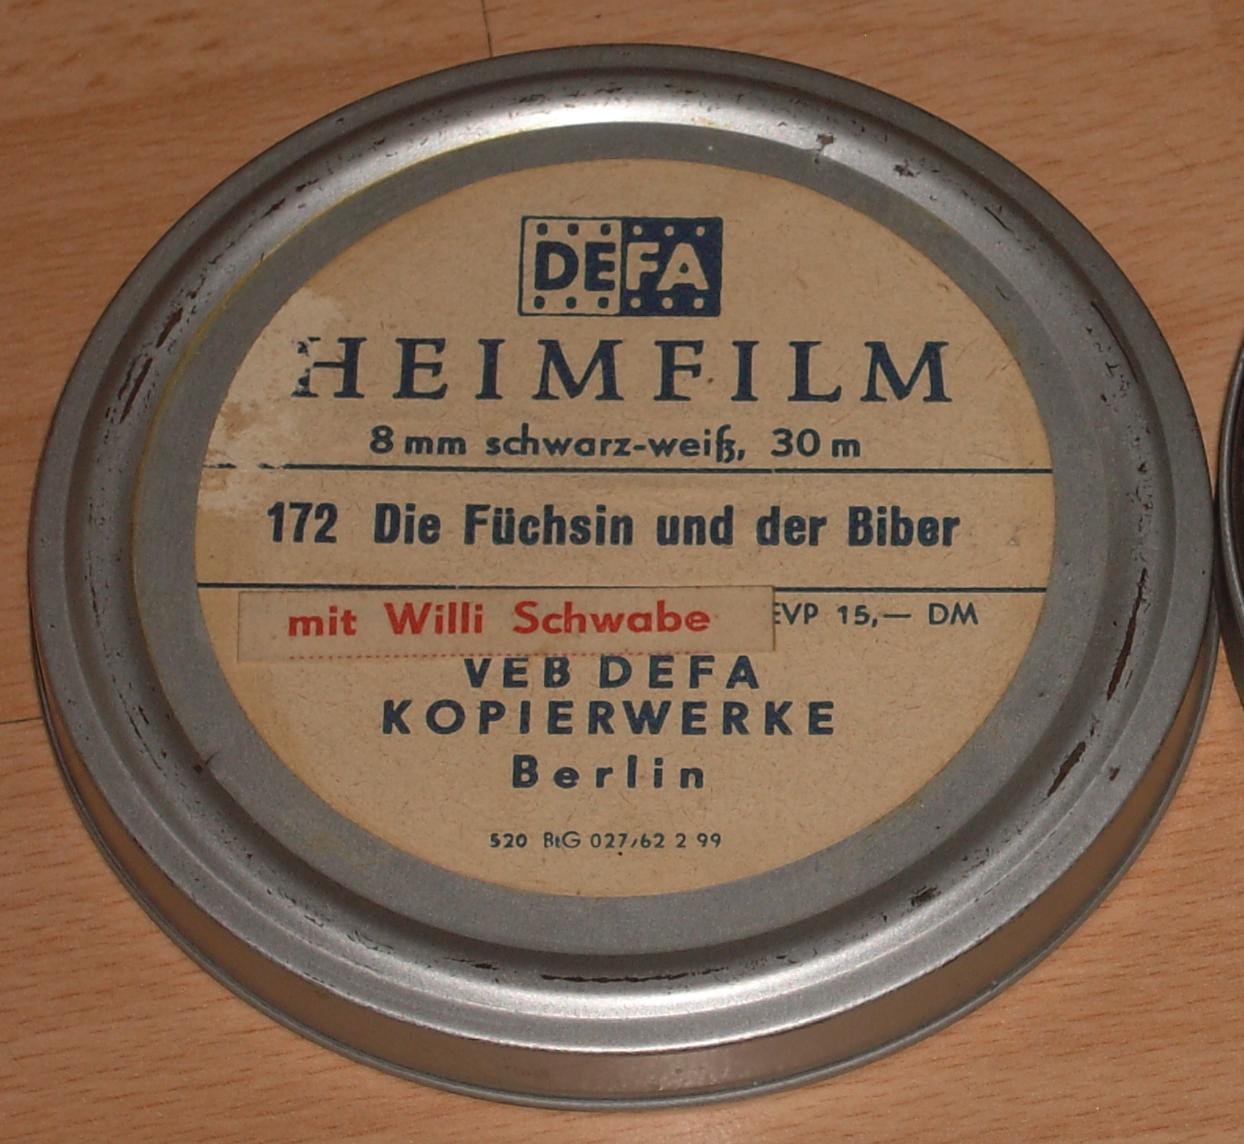 DEFA
HEIMFILM
8 mm schwarz-weiß, 30 m
172 Die Füchsin und der Biber
mit Willi Schwabe EVP 15,— DM
VEB DEFA
KOPIERWERKE
Berlin
520 BtG 027/62 2 99